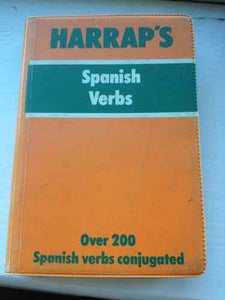 HARRAP'S
Spanish
Verbs
Over 200
Spanish verbs conjugated